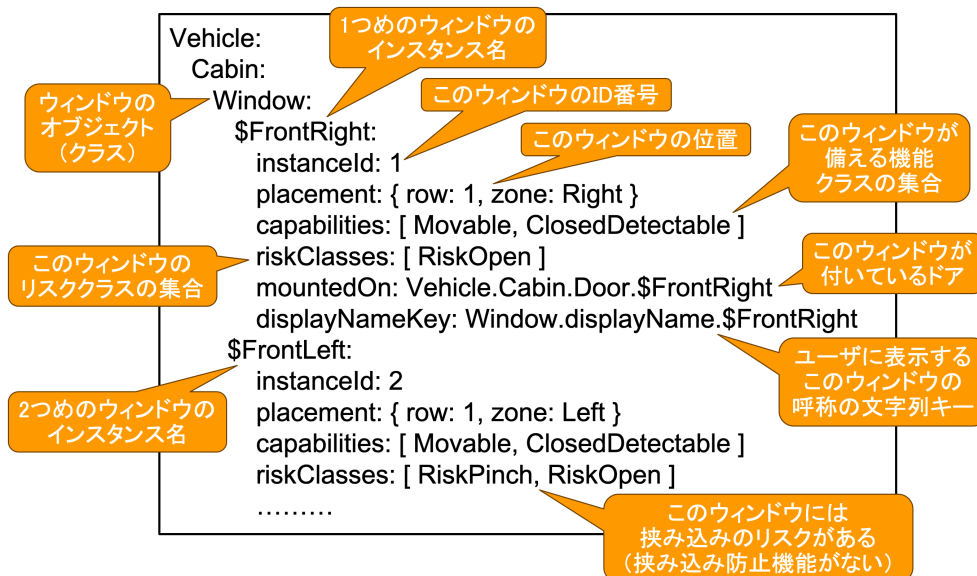 Vehicle:
Cabin:
Window:
$FrontRight:
instanceId: 1
placement: { row: 1, zone: Right }
capabilities: [ Movable, ClosedDetectable ]
riskClasses: [ RiskOpen ]
mountedOn: Vehicle.Cabin.Door.$FrontRight
displayNameKey: Window.displayName.$FrontRight
$FrontLeft:
instanceId: 2
placement: { row: 1, zone: Left }
capabilities: [ Movable, ClosedDetectable ]
riskClasses: [ RiskPinch, RiskOpen ]
………
1つめのウィンドウの
インスタンス名
ウィンドウの
オブジェクト
（クラス）
このウィンドウのID番号
このウィンドウの位置
このウィンドウが
備える機能
クラスの集合
このウィンドウの
リスククラスの集合
このウィンドウが
付いているドア
ユーザに表示する
このウィンドウの
呼称の文字列キー
2つめのウィンドウの
インスタンス名
このウィンドウには
挟み込みのリスクがある
（挟み込み防止機能がない）